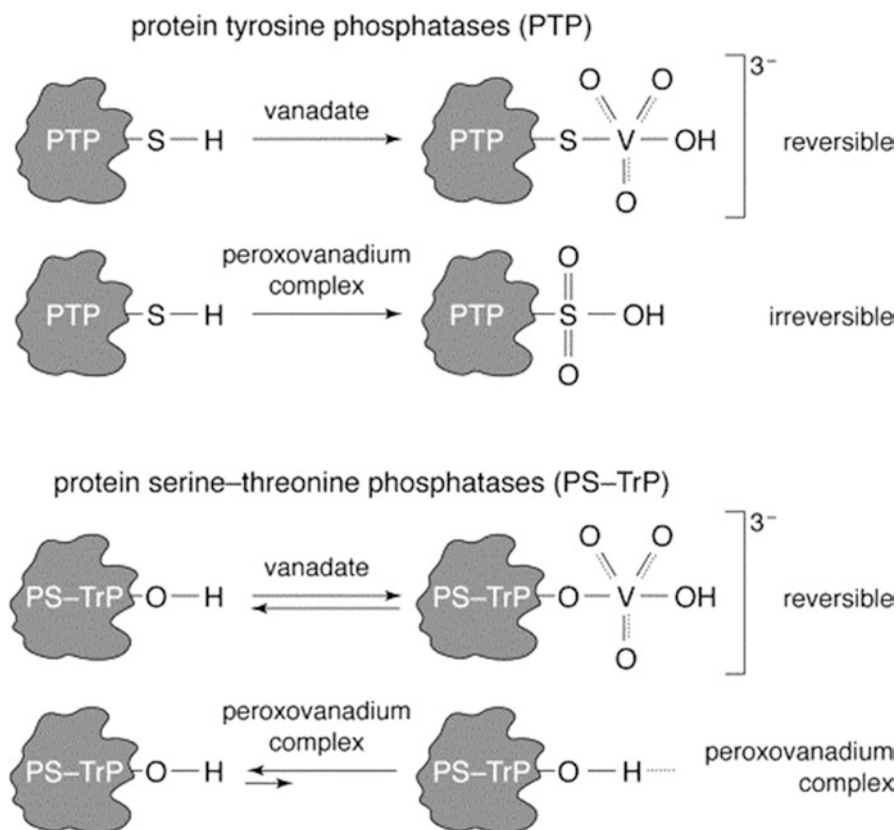 protein tyrosine phosphatases (PTP)
PTP S H vanadate PTP S V O O O OH 3− reversible
PTP S H peroxovanadium complex PTP S O O OH irreversible
protein serine–threonine phosphatases (PS–TrP)
PS–TrP O H vanadate PS–TrP O V O O O OH 3− reversible
PS–TrP O H peroxovanadium complex PS–TrP O H peroxovanadium complex